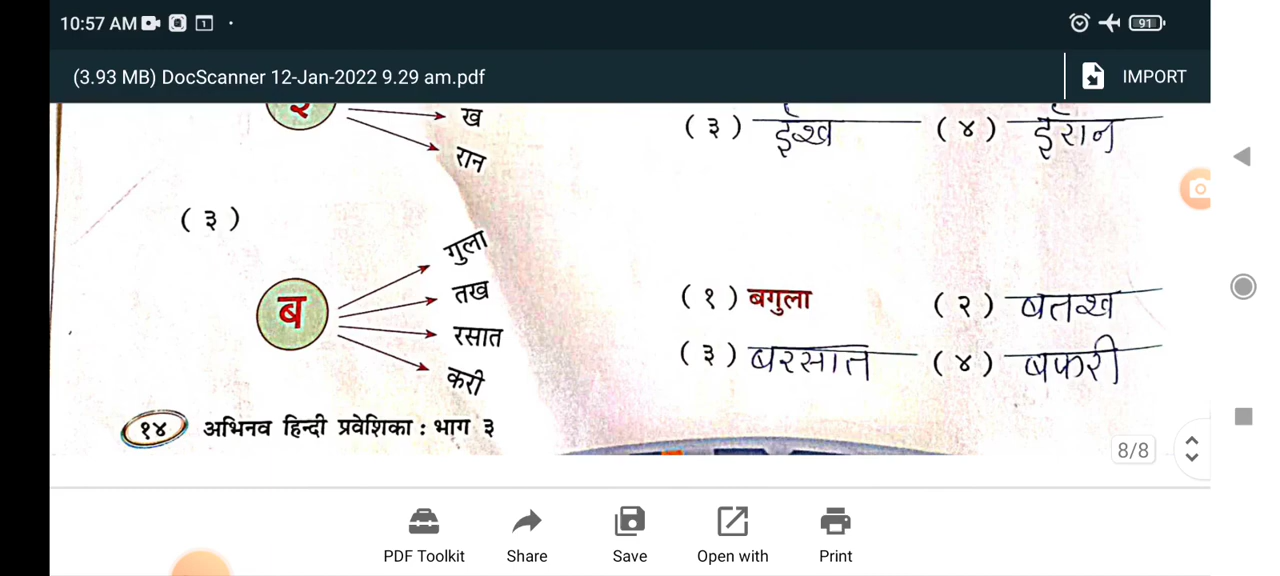 10:57 AM
91
(3.93 MB) DocScanner 12-Jan-2022 9.29 am.pdf
IMPORT
ख
रान
( ३ ) ईख ( ४ ) ईरान
( ३ )
ब
गुला
तख
रसात
करी
( १ ) बगुला ( २ ) बतख
( ३ ) बरसात ( ४ ) बकरी
१४ अभिनव हिन्दी प्रवेशिका : भाग ३
8/8
PDF Toolkit Share Save Open with Print